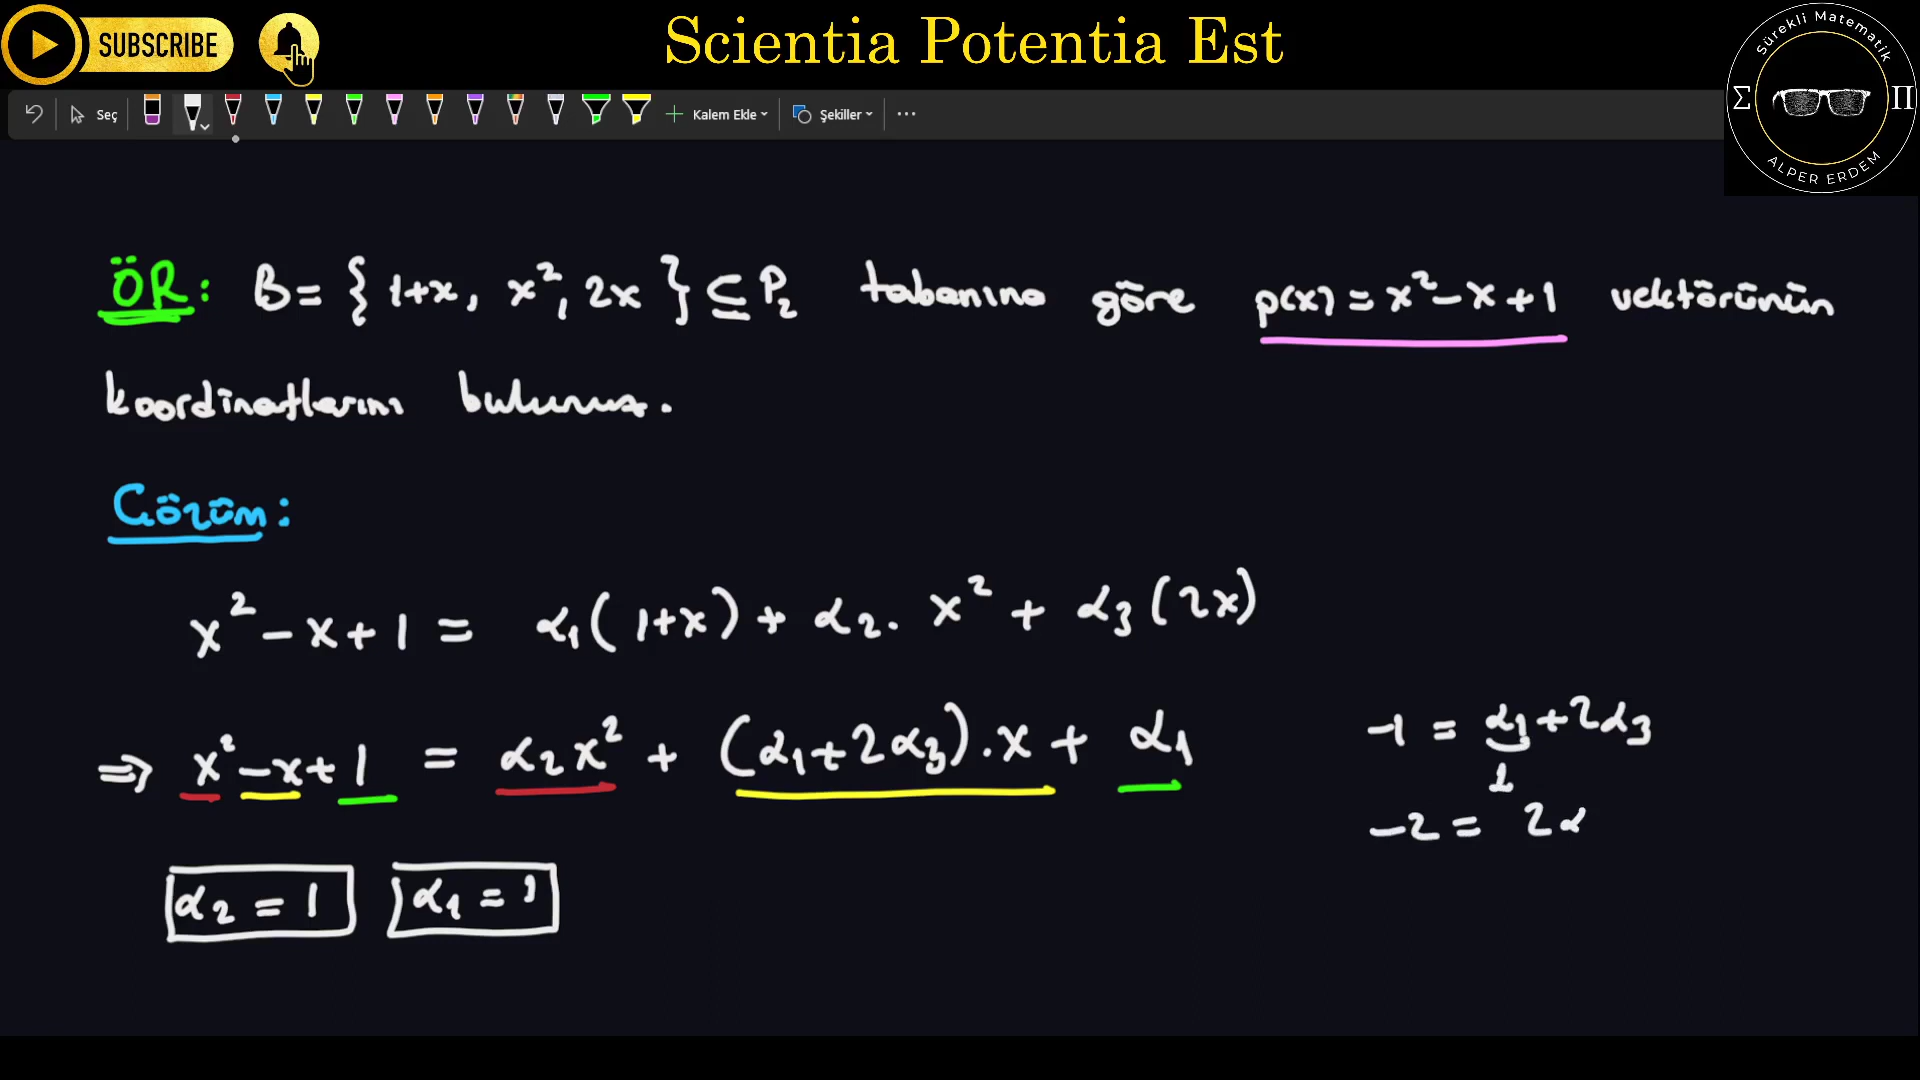 SUBSCRIBE
Scientia Potentia Est
Sürekli Matematik
Σ Π
ALPER ERDEM
Seç
Kalem Ekle
Şekiller
ÖR: B = { 1+x, x², 2x } ⊆ P₂ tabanına göre p(x) = x² - x + 1 vektörünün
koordinatlarını bulunuz.
Çözüm:
x² - x + 1 = α₁(1+x) + α₂. x² + α₃(2x)
⇒ x² - x + 1 = α₂x² + (α₁+2α₃).x + α₁
-1 = α₁ + 2α₃
1
-2 = 2α
α₂ = 1 α₁ = 1